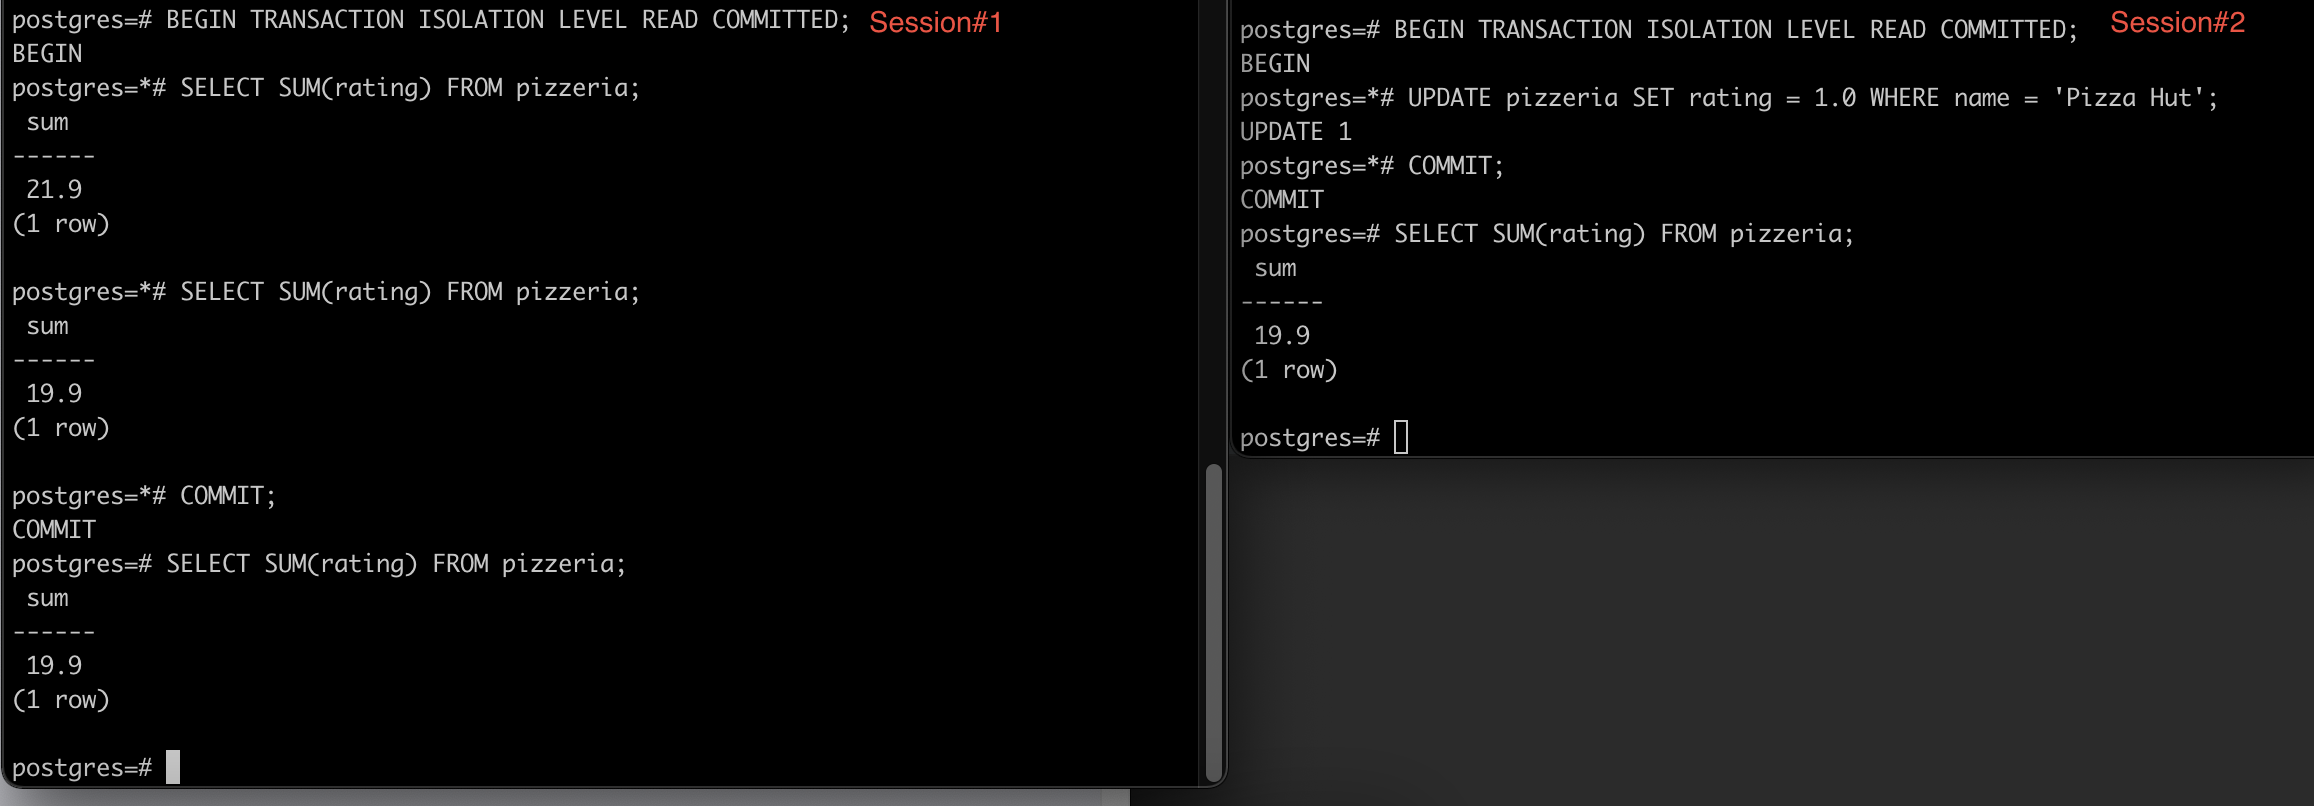 postgres=# BEGIN TRANSACTION ISOLATION LEVEL READ COMMITTED; Session#1
BEGIN
postgres=*# SELECT SUM(rating) FROM pizzeria;
 sum
------
 21.9
(1 row)

postgres=*# SELECT SUM(rating) FROM pizzeria;
 sum
------
 19.9
(1 row)

postgres=*# COMMIT;
COMMIT
postgres=# SELECT SUM(rating) FROM pizzeria;
 sum
------
 19.9
(1 row)

postgres=#
postgres=# BEGIN TRANSACTION ISOLATION LEVEL READ COMMITTED; Session#2
BEGIN
postgres=*# UPDATE pizzeria SET rating = 1.0 WHERE name = 'Pizza Hut';
UPDATE 1
postgres=*# COMMIT;
COMMIT
postgres=# SELECT SUM(rating) FROM pizzeria;
 sum
------
 19.9
(1 row)

postgres=#